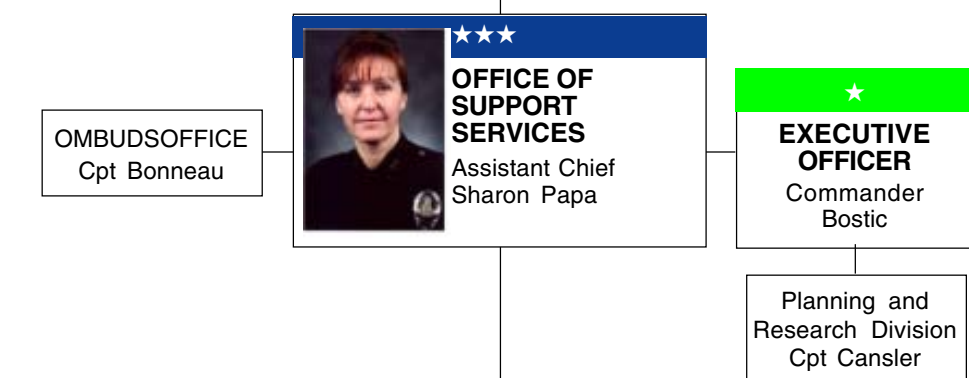 OMBUDSOFFICE
Cpt Bonneau
★★★
OFFICE OF
SUPPORT
SERVICES
Assistant Chief
Sharon Papa
★
EXECUTIVE
OFFICER
Commander
Bostic
Planning and
Research Division
Cpt Cansler